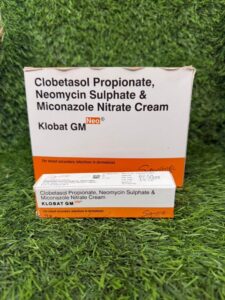 Clobetasol Propionate,
Neomycin Sulphate &
Miconazole Nitrate Cream
Klobat GM Neo®
Clobetasol Propionate, Neomycin Sulphate &
Miconazole Nitrate Cream
KLOBAT GM